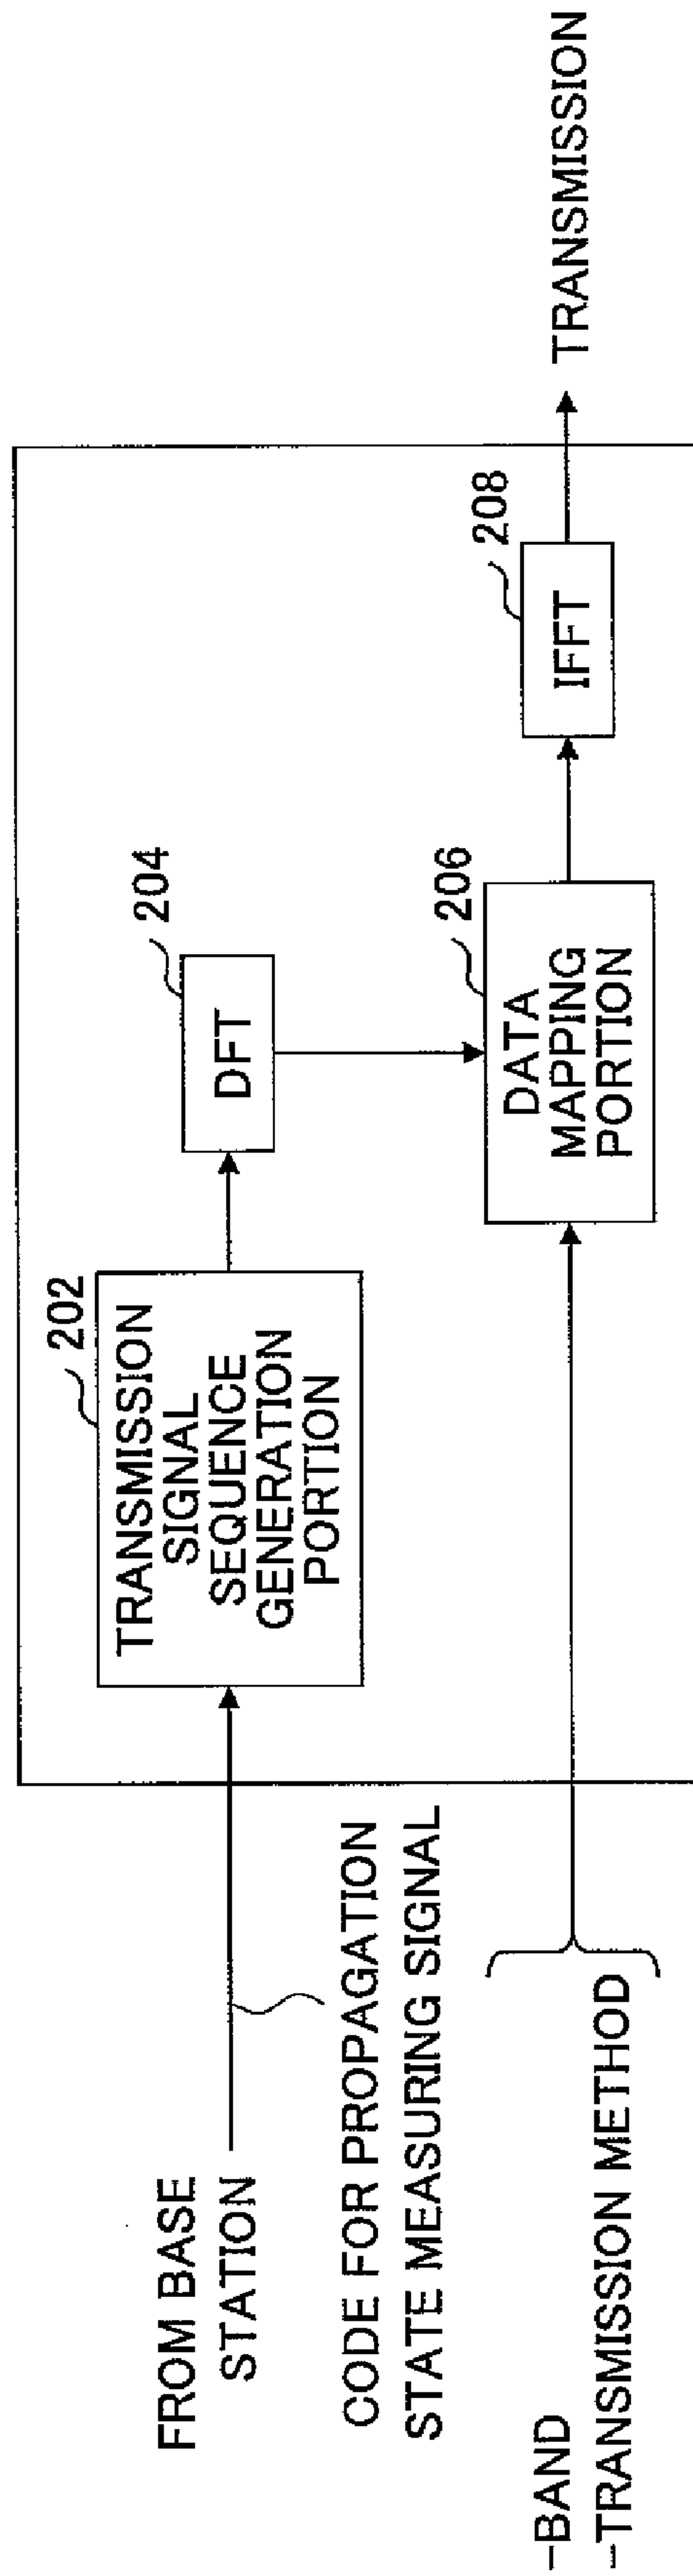 FROM BASE
STATION
CODE FOR PROPAGATION
STATE MEASURING SIGNAL
-BAND
-TRANSMISSION METHOD
202
TRANSMISSION
SIGNAL
SEQUENCE
GENERATION
PORTION
204
DFT
206
DATA
MAPPING
PORTION
208
IFFT
TRANSMISSION